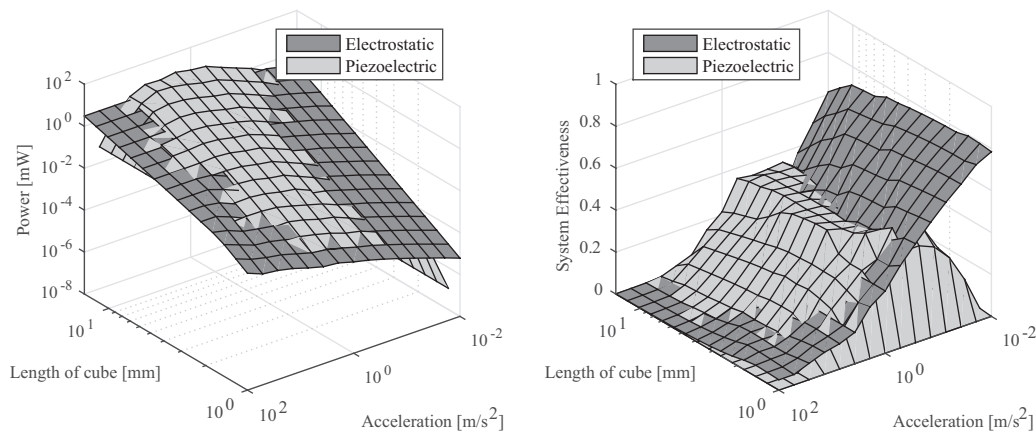 Electrostatic
Piezoelectric
10^2
10^0
10^-2
10^-4
10^-6
10^-8
Power [mW]
10^1
10^0
Length of cube [mm]
10^2
10^0
10^-2
Acceleration [m/s^2]
Electrostatic
Piezoelectric
1
0.8
0.6
0.4
0.2
0
System Effectiveness
10^1
10^0
Length of cube [mm]
10^2
10^0
10^-2
Acceleration [m/s^2]